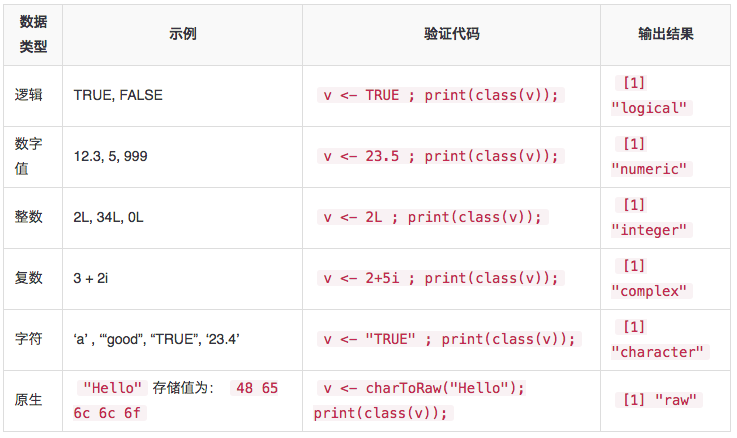 数据类型 示例 验证代码 输出结果
逻辑 TRUE, FALSE v <- TRUE ; print(class(v)); [1] "logical"
数字值 12.3, 5, 999 v <- 23.5 ; print(class(v)); [1] "numeric"
整数 2L, 34L, 0L v <- 2L ; print(class(v)); [1] "integer"
复数 3 + 2i v <- 2+5i ; print(class(v)); [1] "complex"
字符 ‘a’ , ‘“good”, “TRUE”, ‘23.4’ v <- "TRUE" ; print(class(v)); [1] "character"
原生 "Hello" 存储值为： 48 65 6c 6c 6f v <- charToRaw("Hello"); print(class(v)); [1] "raw"